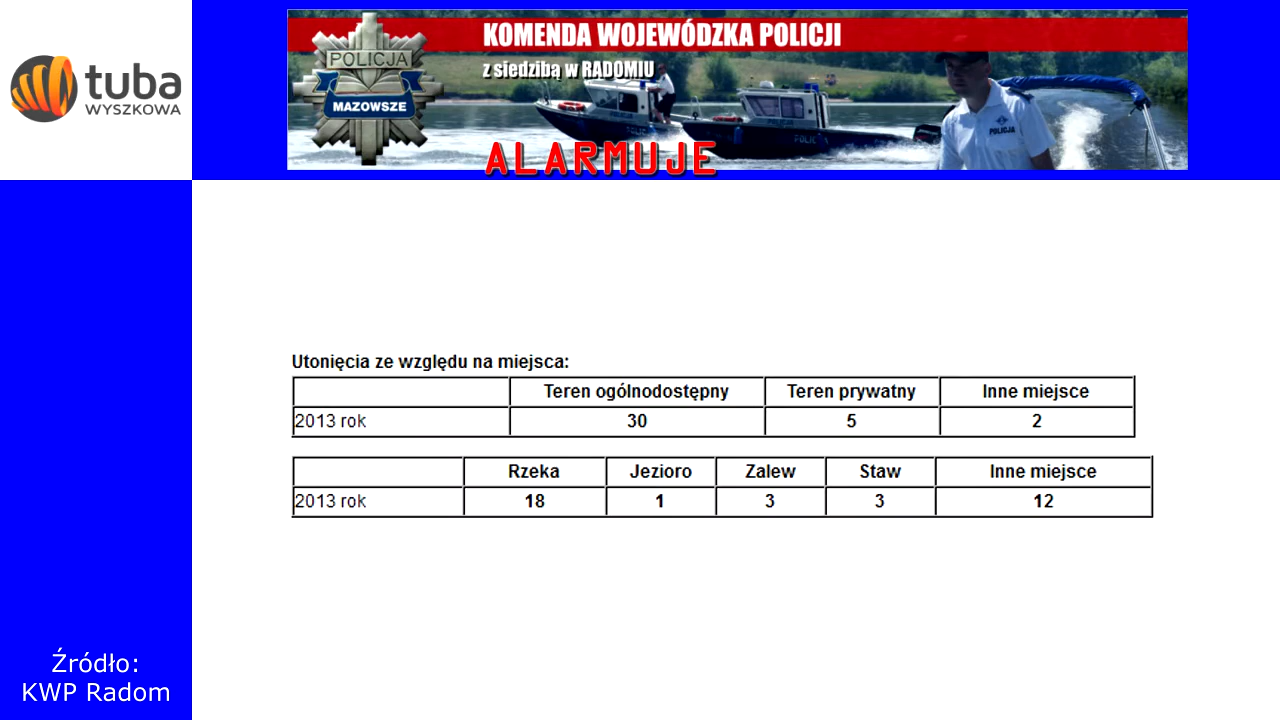 tuba
WYSZKOWA
POLICJA
MAZOWSZE
KOMENDA WOJEWÓDZKA POLICJI
z siedzibą w RADOMIU
POLICJA
POLICJA
ALARMUJE
Utonięcia ze względu na miejsca:
Teren ogólnodostępny Teren prywatny Inne miejsce
2013 rok 30 5 2
Rzeka Jezioro Zalew Staw Inne miejsce
2013 rok 18 1 3 3 12
Źródło:
KWP Radom